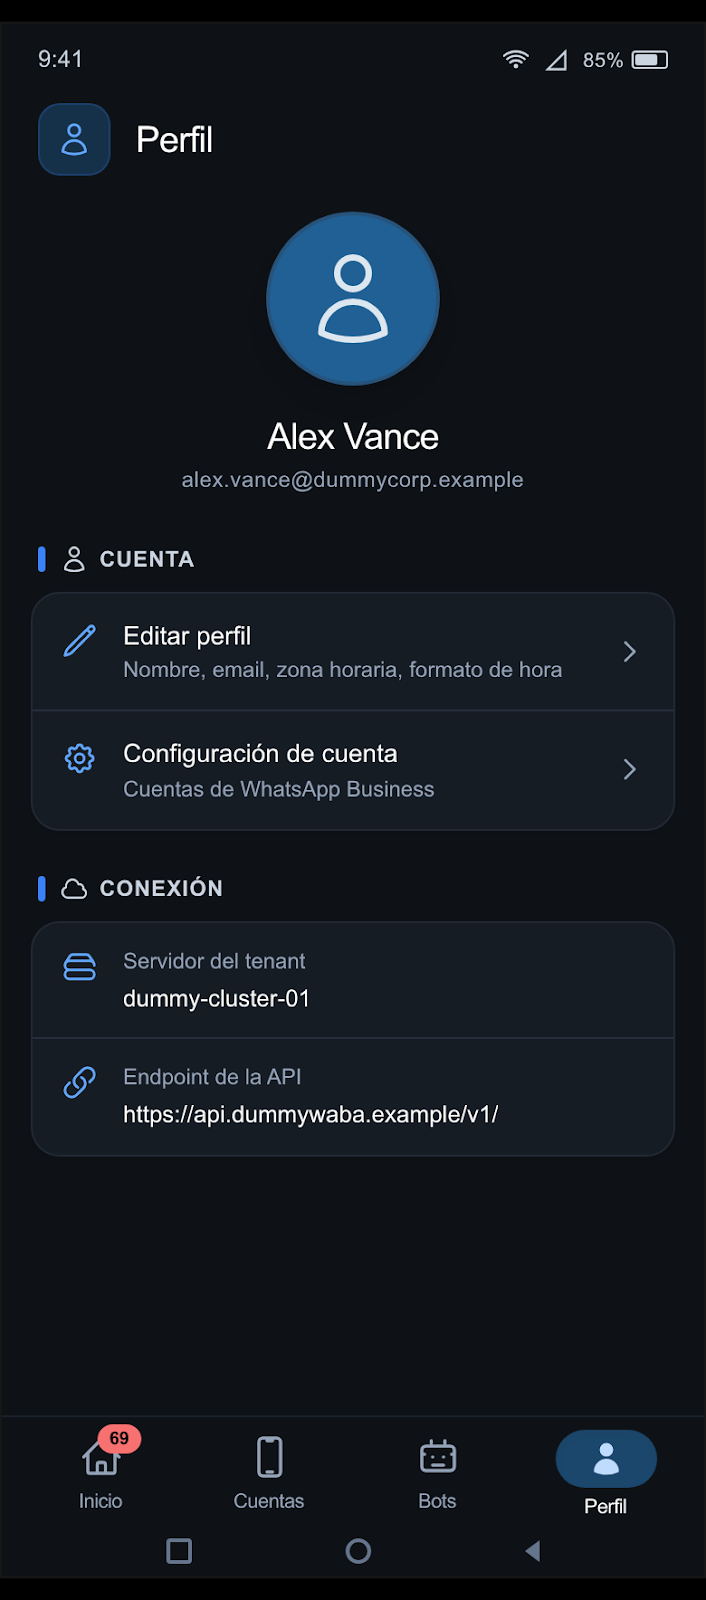 9:41
85%
Perfil
Alex Vance
alex.vance@dummycorp.example
CUENTA
Editar perfil
Nombre, email, zona horaria, formato de hora
Configuración de cuenta
Cuentas de WhatsApp Business
CONEXIÓN
Servidor del tenant
dummy-cluster-01
Endpoint de la API
https://api.dummywaba.example/v1/
69
Inicio
Cuentas
Bots
Perfil